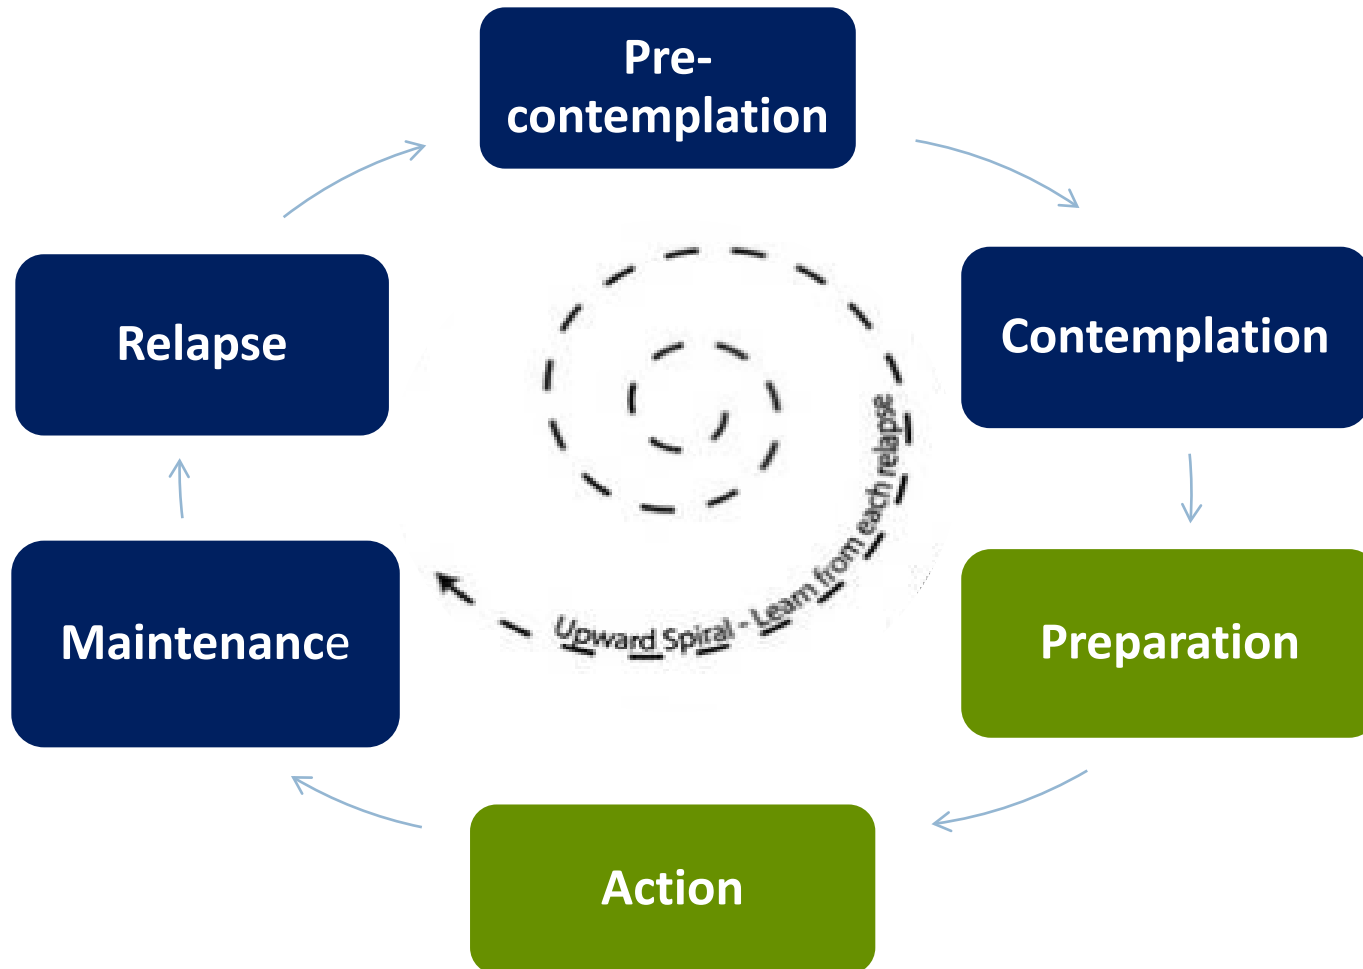 Pre-
contemplation
Contemplation
Preparation
Action
Maintenance
Relapse
Upward Spiral - Learn from each relapse